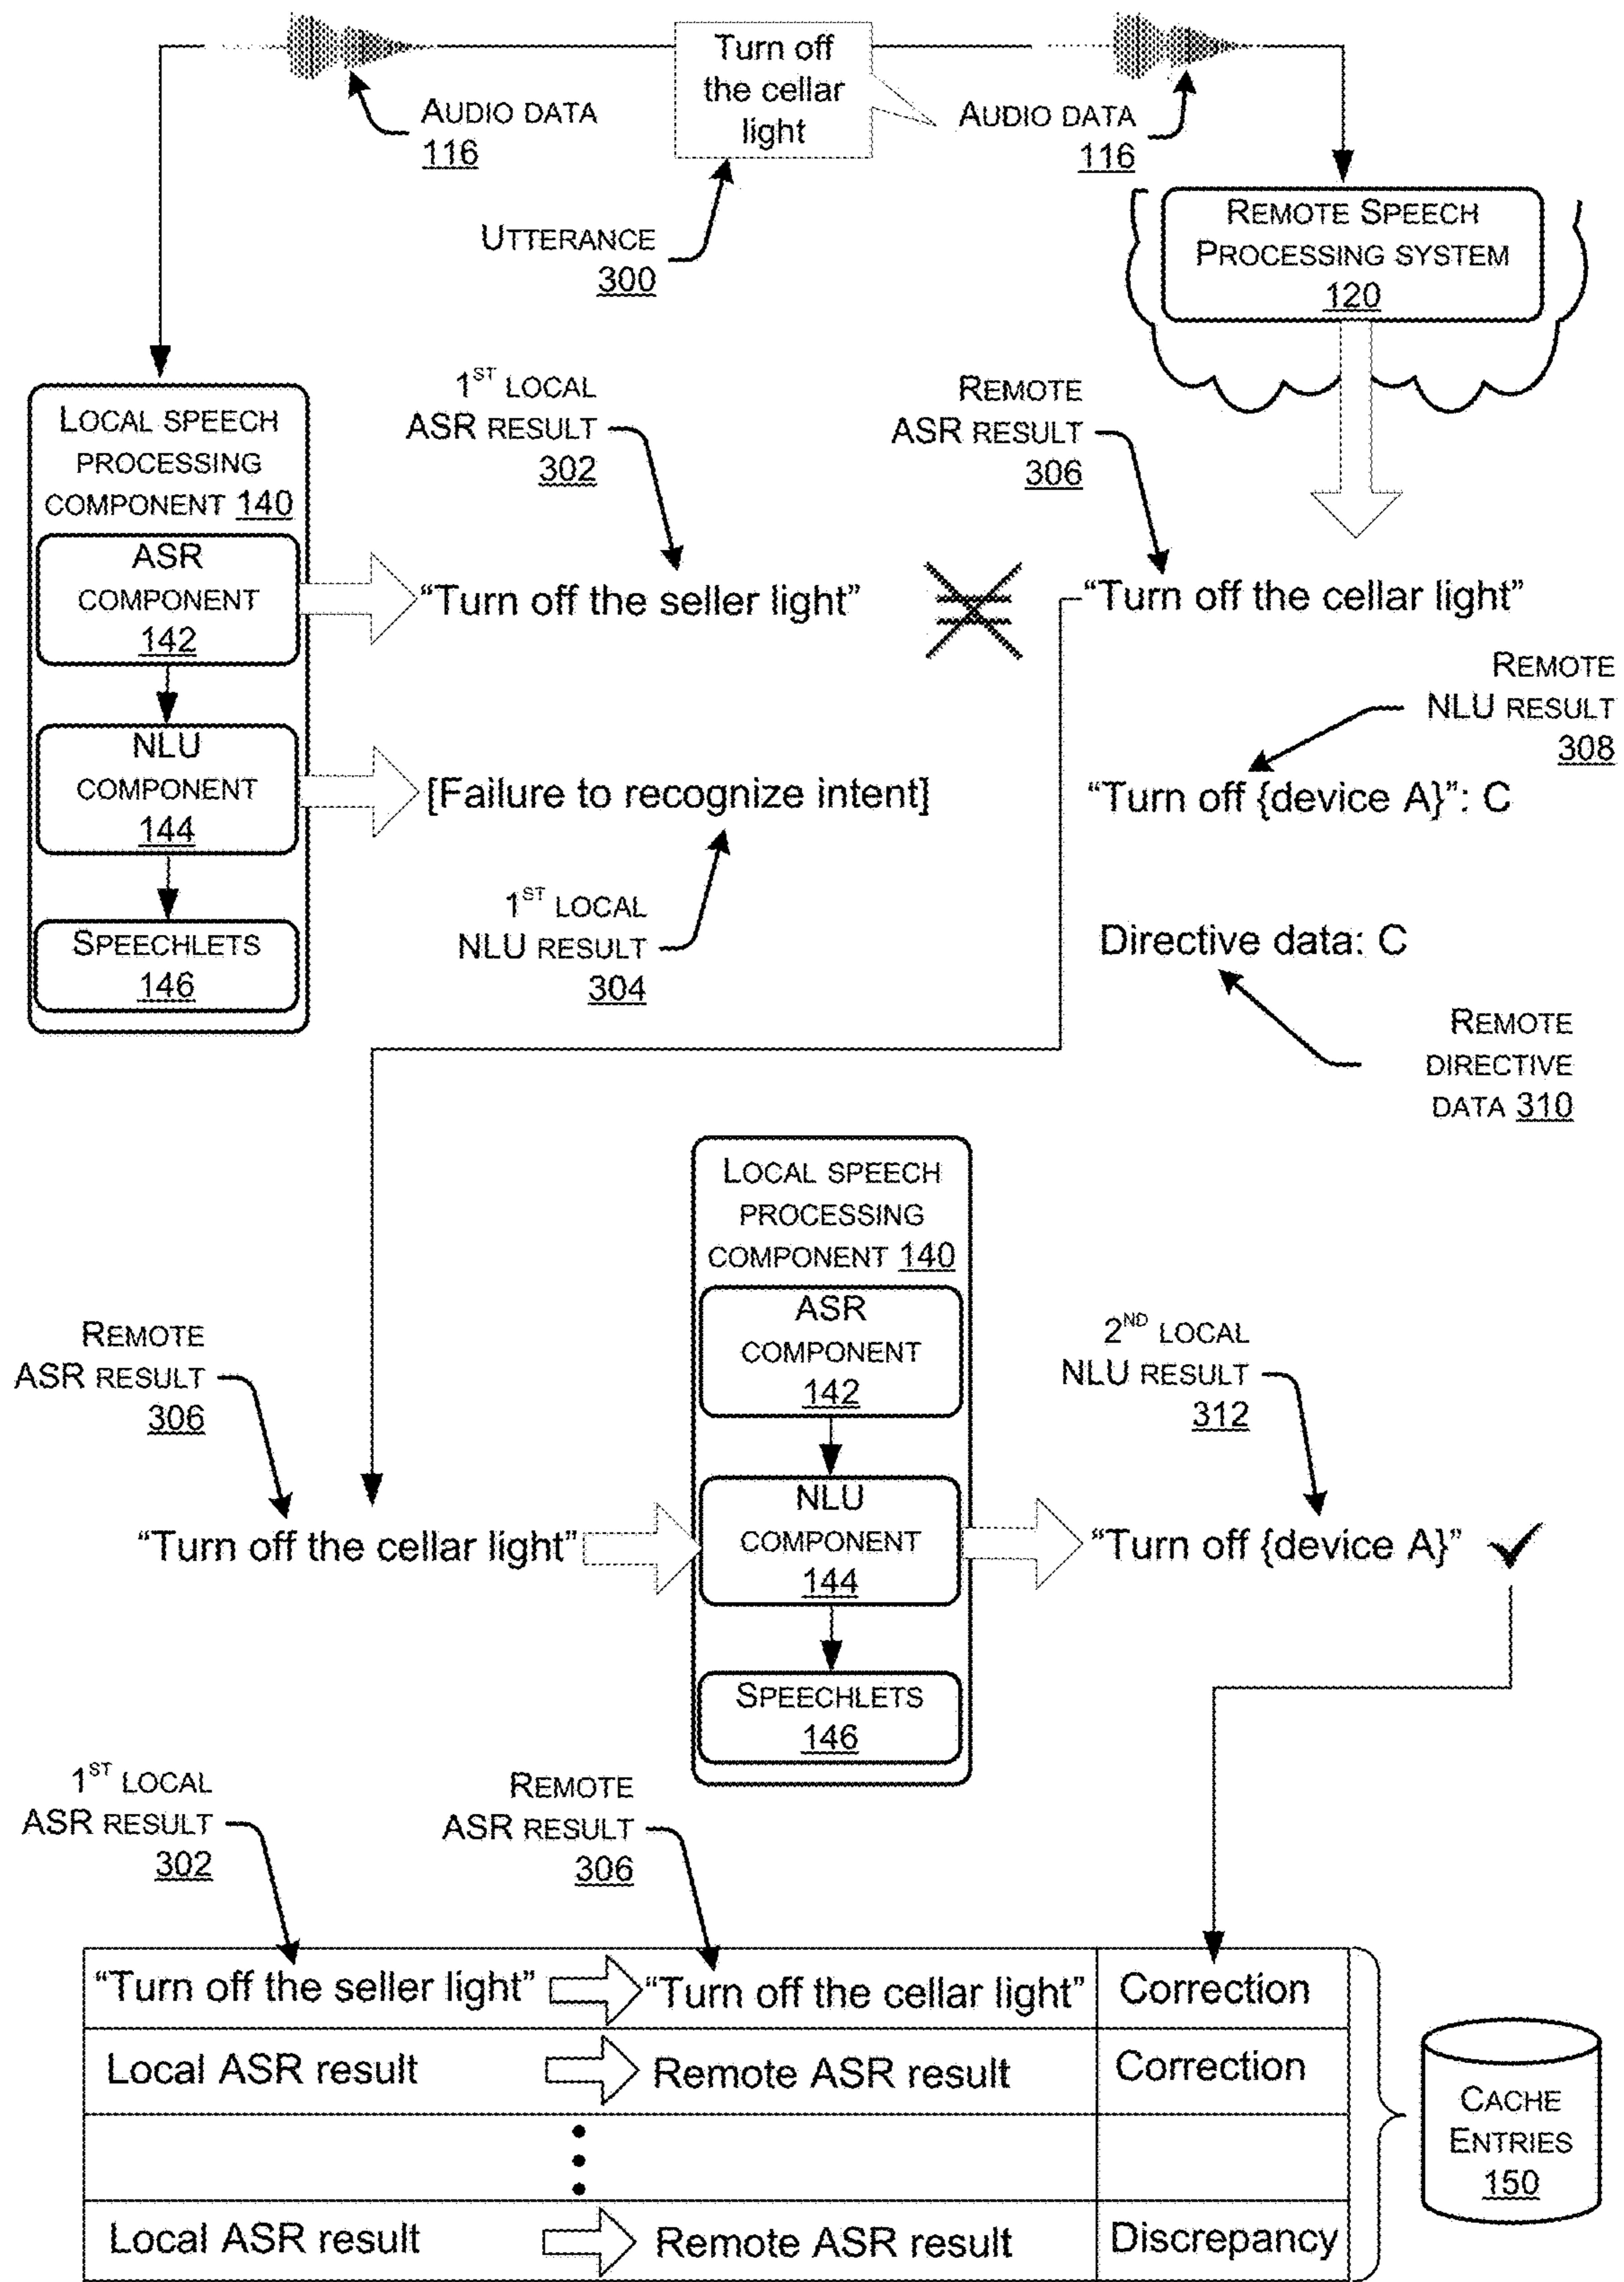 Turn off
the cellar
light
AUDIO DATA
116
AUDIO DATA
116
UTTERANCE
300
REMOTE SPEECH
PROCESSING SYSTEM
120
LOCAL SPEECH
PROCESSING
COMPONENT 140
ASR
COMPONENT
142
NLU
COMPONENT
144
SPEECHLETS
146
1ST LOCAL
ASR RESULT
302
“Turn off the seller light”
REMOTE
ASR RESULT
306
“Turn off the cellar light”
[Failure to recognize intent]
1ST LOCAL
NLU RESULT
304
REMOTE
NLU RESULT
308
“Turn off {device A}”: C
Directive data: C
REMOTE
DIRECTIVE
DATA 310
REMOTE
ASR RESULT
306
“Turn off the cellar light”
LOCAL SPEECH
PROCESSING
COMPONENT 140
ASR
COMPONENT
142
NLU
COMPONENT
144
SPEECHLETS
146
2ND LOCAL
NLU RESULT
312
“Turn off {device A}”
1ST LOCAL
ASR RESULT
302
REMOTE
ASR RESULT
306
“Turn off the seller light” “Turn off the cellar light” Correction
Local ASR result Remote ASR result Correction
Local ASR result Remote ASR result Discrepancy
CACHE
ENTRIES
150